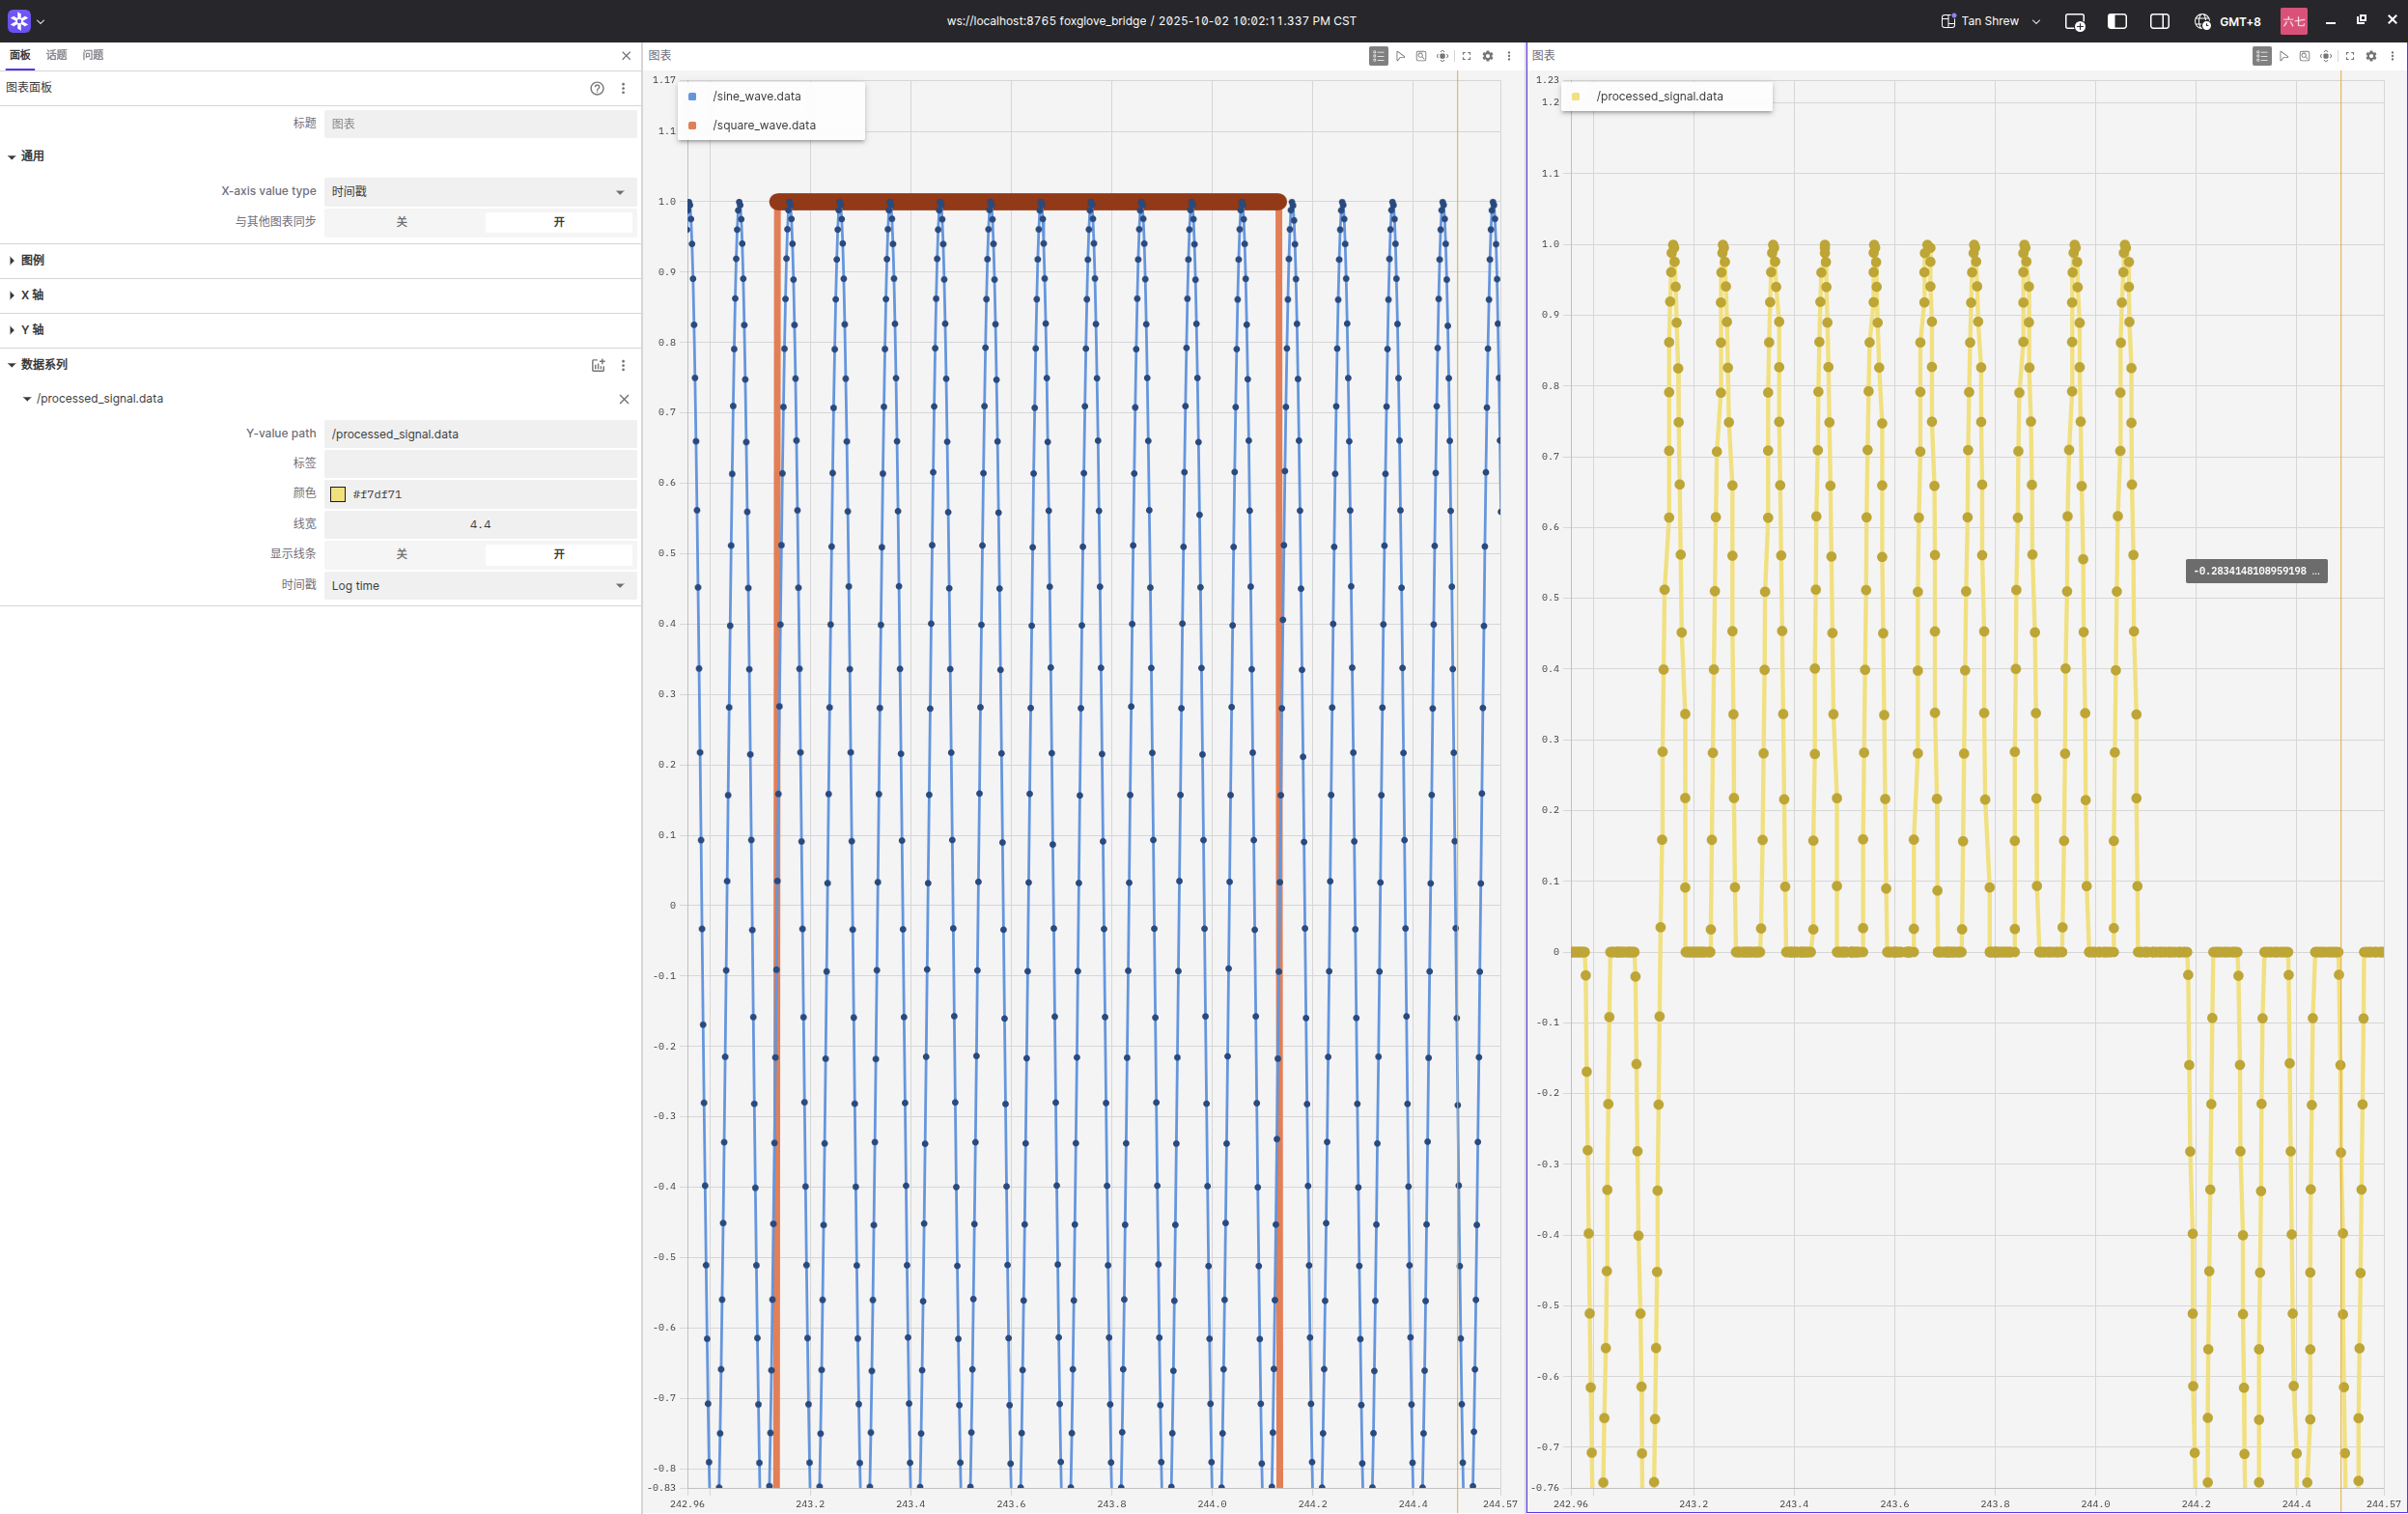 ws://localhost:8765 foxglove_bridge / 2025-10-02 10:02:11.337 PM CST
Tan Shrew
GMT+8
六七
面板 话题 问题
图表面板
标题 图表
通用
X-axis value type 时间戳
与其他图表同步 关 开
图例
X 轴
Y 轴
数据系列
/processed_signal.data
Y-value path /processed_signal.data
标签
颜色 #f7df71
线宽 4.4
显示线条 关 开
时间戳 Log time
图表
/sine_wave.data
/square_wave.data
1.17
1.1
1.0
0.9
0.8
0.7
0.6
0.5
0.4
0.3
0.2
0.1
0
-0.1
-0.2
-0.3
-0.4
-0.5
-0.6
-0.7
-0.8
-0.83
242.96 243.2 243.4 243.6 243.8 244.0 244.2 244.4 244.57
图表
/processed_signal.data
1.23
1.2
1.1
1.0
0.9
0.8
0.7
0.6
-0.2834148108959198 ...
0.5
0.4
0.3
0.2
0.1
0
-0.1
-0.2
-0.3
-0.4
-0.5
-0.6
-0.7
-0.76
242.96 243.2 243.4 243.6 243.8 244.0 244.2 244.4 244.57